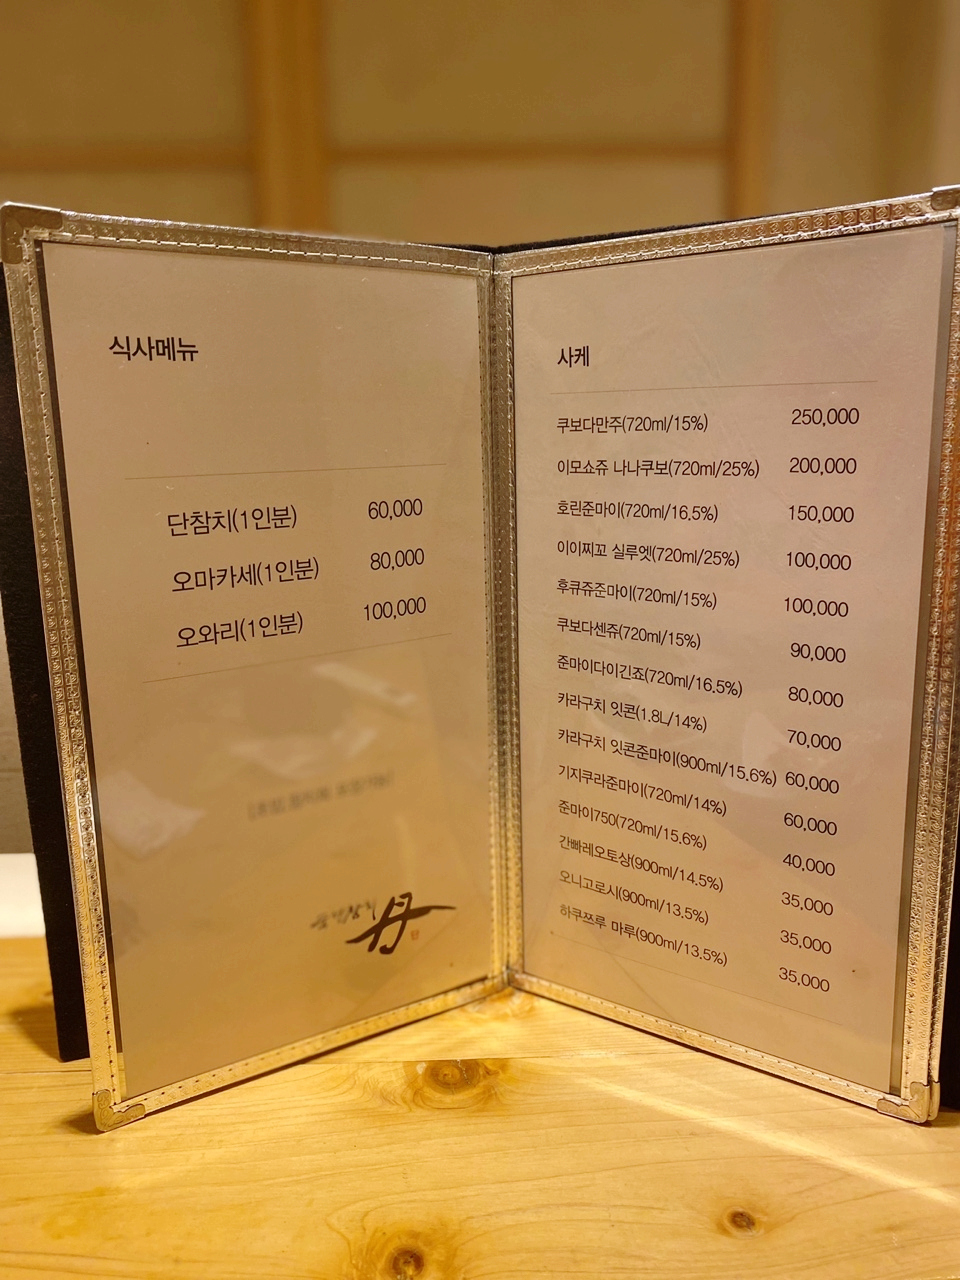 식사메뉴
단참치(1인분) 60,000
오마카세(1인분) 80,000
오와리(1인분) 100,000
丹
단
사케
쿠보다만주(720ml/15%) 250,000
이모쇼쥬 나나쿠보(720ml/25%) 200,000
호린준마이(720ml/16,5%) 150,000
이이찌꼬 실루엣(720ml/25%) 100,000
후큐쥬준마이(720ml/15%) 100,000
쿠보다센쥬(720ml/15%) 90,000
준마이다이긴죠(720ml/16.5%) 80,000
카라구치 잇콘(1.8L/14%) 70,000
카라구치 잇콘준마이(900ml/15.6%) 60,000
기지쿠라준마이(720ml/14%) 60,000
준마이750(720ml/15.6%) 40,000
간빠레오토상(900ml/14.5%) 35,000
오니고로시(900ml/13.5%) 35,000
하쿠쯔루 마루(900ml/13.5%) 35,000